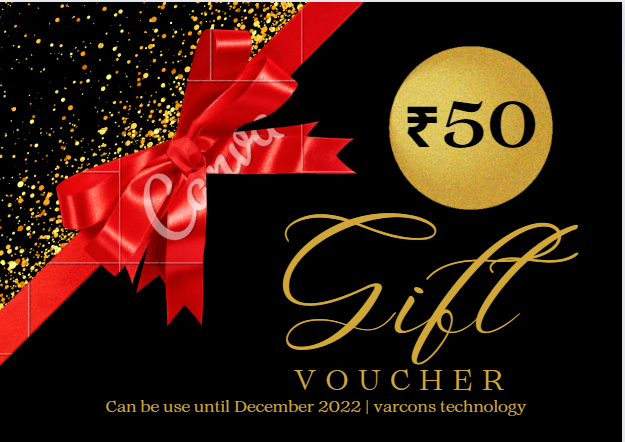 ₹50
Canva
Gift
VOUCHER
Can be use until December 2022 | varcons technology